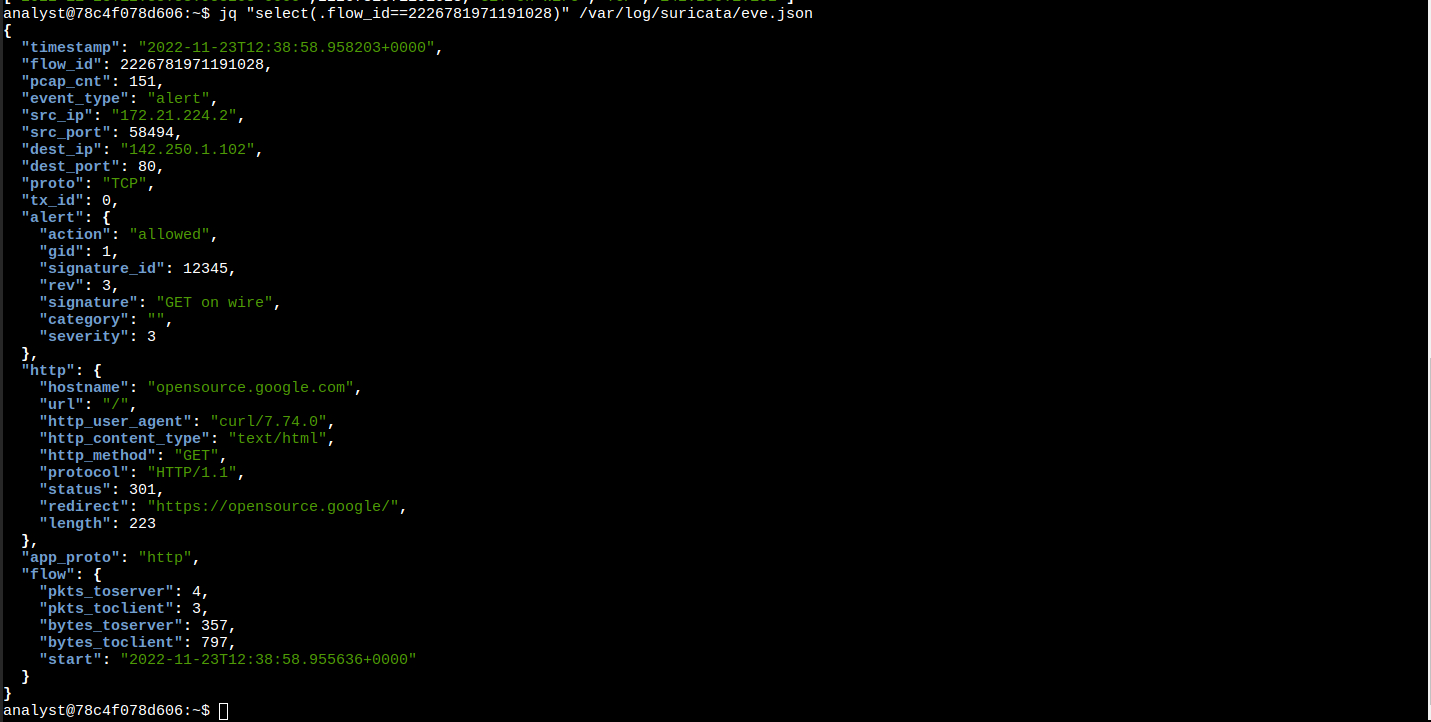 analyst@78c4f078d606:~$ jq "select(.flow_id==2226781971191028)" /var/log/suricata/eve.json
{
  "timestamp": "2022-11-23T12:38:58.958203+0000",
  "flow_id": 2226781971191028,
  "pcap_cnt": 151,
  "event_type": "alert",
  "src_ip": "172.21.224.2",
  "src_port": 58494,
  "dest_ip": "142.250.1.102",
  "dest_port": 80,
  "proto": "TCP",
  "tx_id": 0,
  "alert": {
    "action": "allowed",
    "gid": 1,
    "signature_id": 12345,
    "rev": 3,
    "signature": "GET on wire",
    "category": "",
    "severity": 3
  },
  "http": {
    "hostname": "opensource.google.com",
    "url": "/",
    "http_user_agent": "curl/7.74.0",
    "http_content_type": "text/html",
    "http_method": "GET",
    "protocol": "HTTP/1.1",
    "status": 301,
    "redirect": "https://opensource.google/",
    "length": 223
  },
  "app_proto": "http",
  "flow": {
    "pkts_toserver": 4,
    "pkts_toclient": 3,
    "bytes_toserver": 357,
    "bytes_toclient": 797,
    "start": "2022-11-23T12:38:58.955636+0000"
  }
}
analyst@78c4f078d606:~$